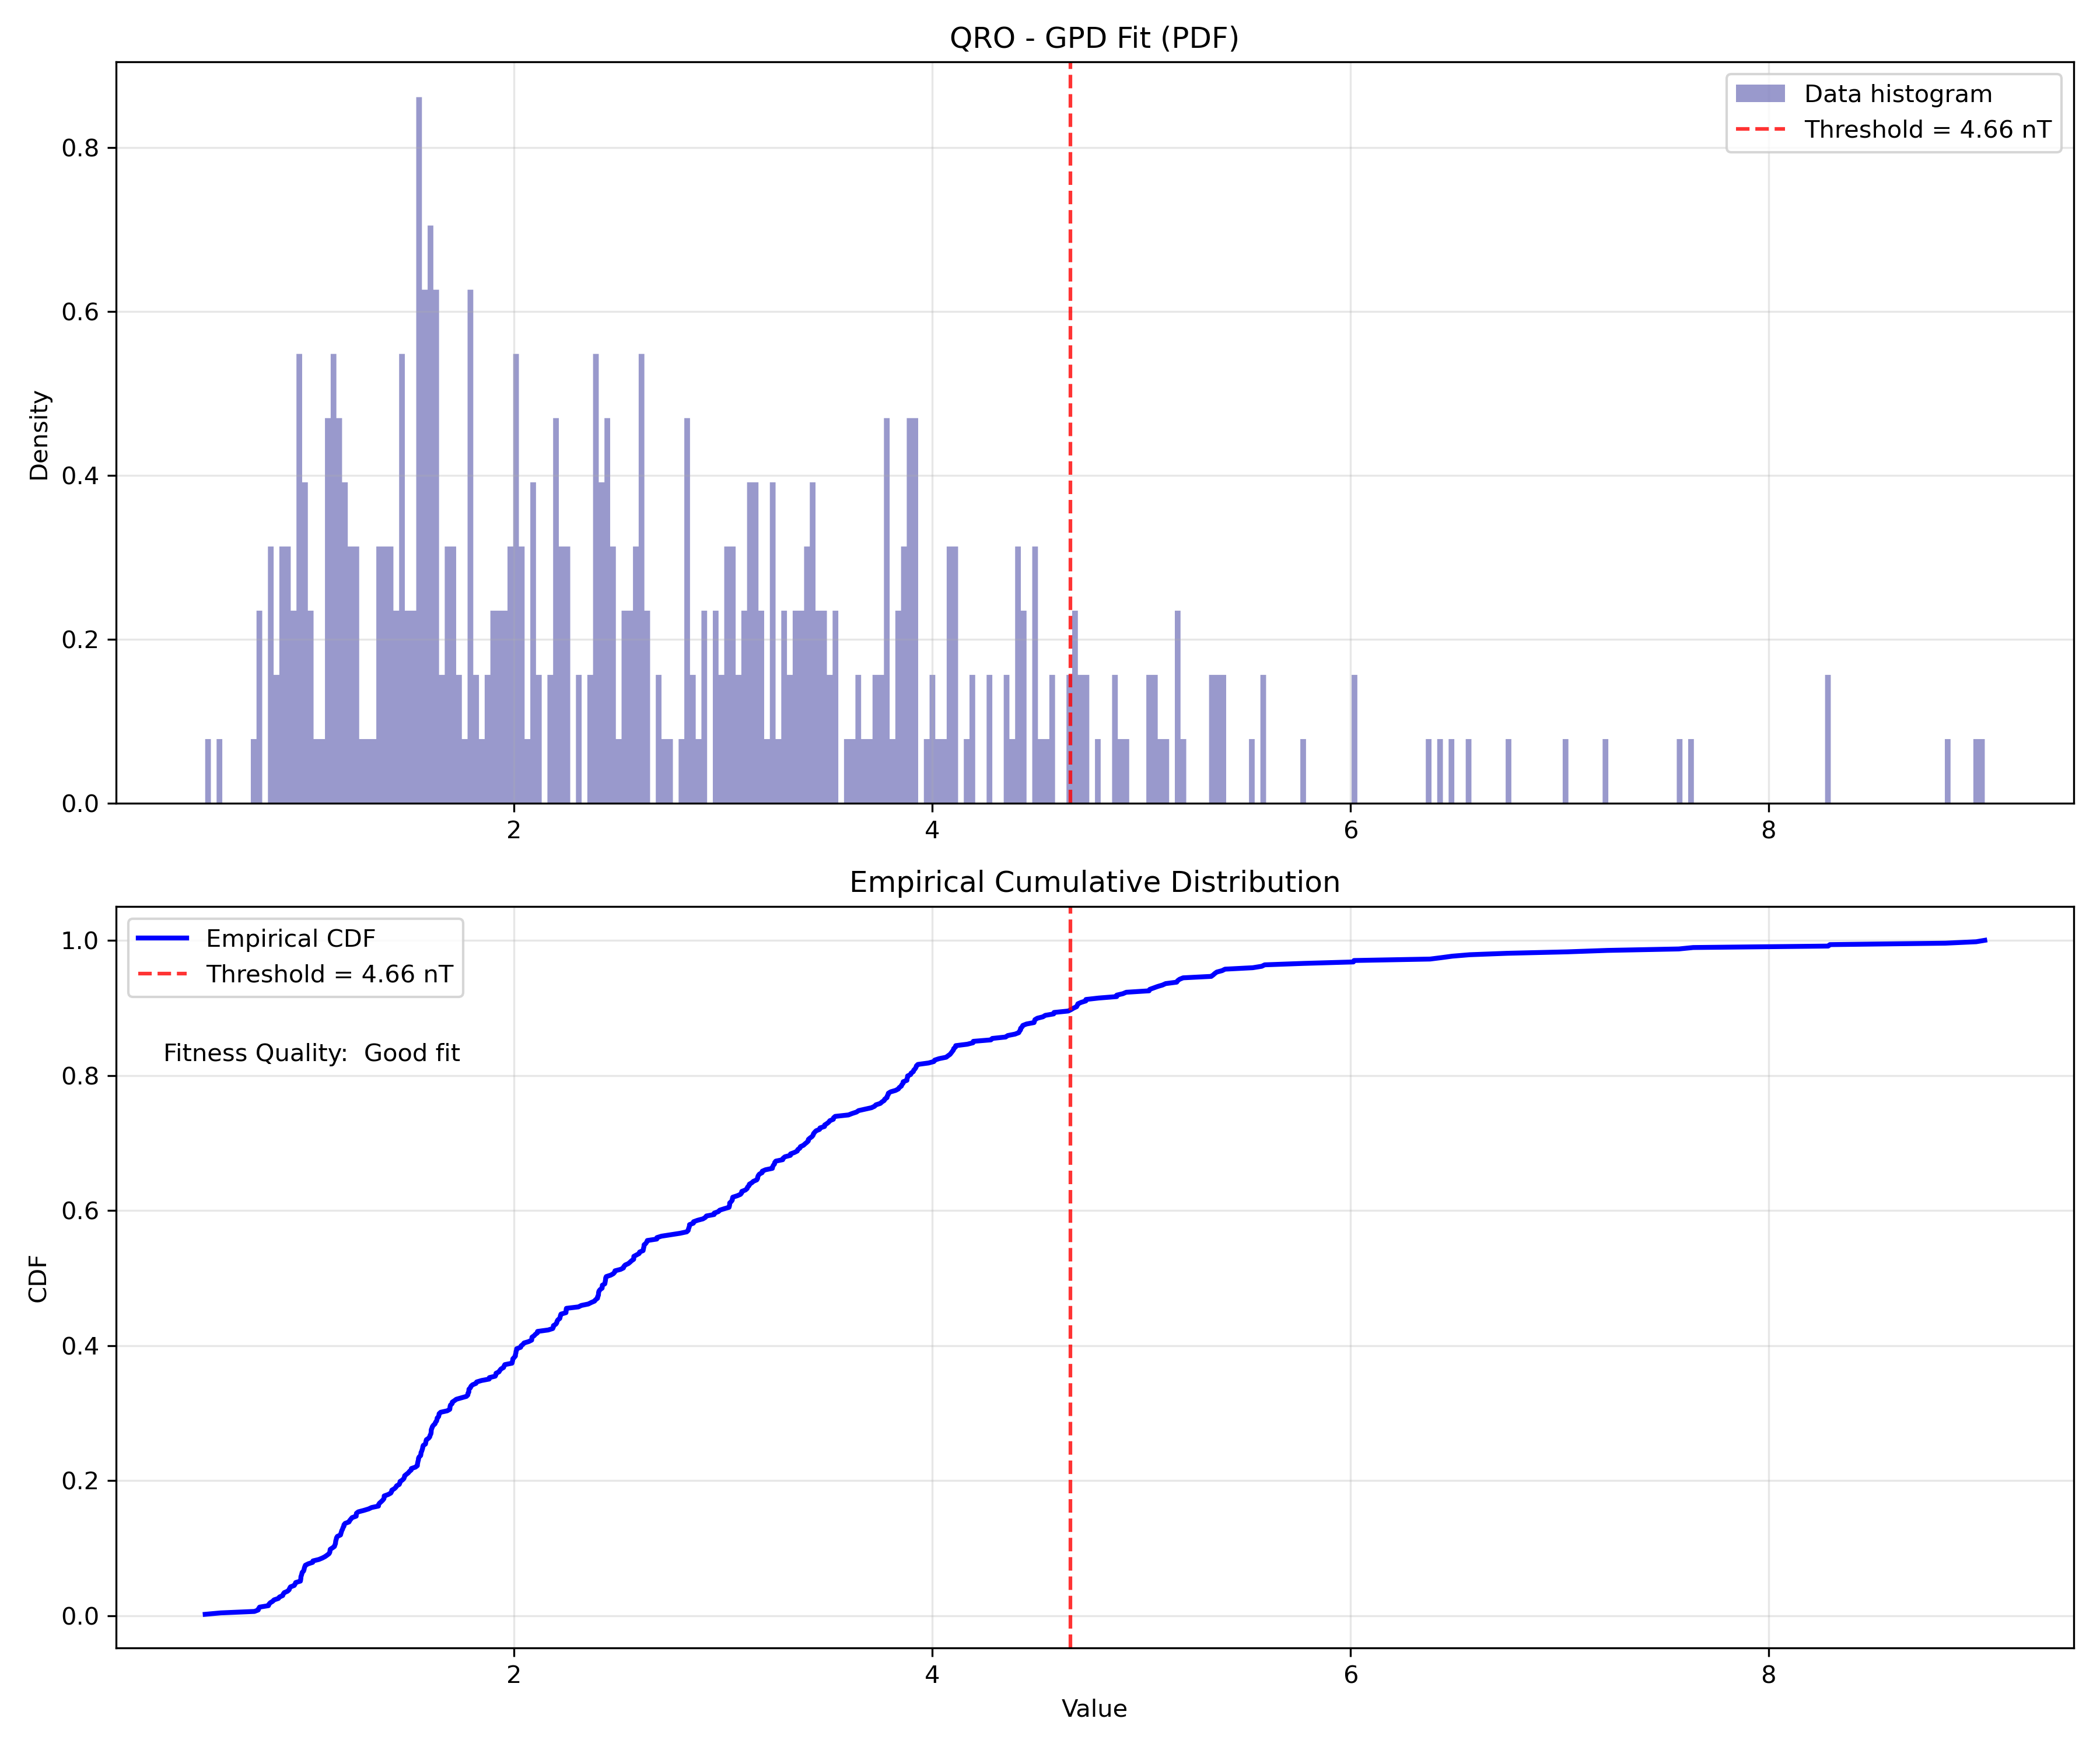 QRO - GPD Fit (PDF)
Data histogram
Threshold = 4.66 nT
Density
0.8
0.6
0.4
0.2
0.0
2 4 6 8
Empirical Cumulative Distribution
Empirical CDF
Threshold = 4.66 nT
Fitness Quality:  Good fit
CDF
1.0
0.8
0.6
0.4
0.2
0.0
2 4 6 8
Value